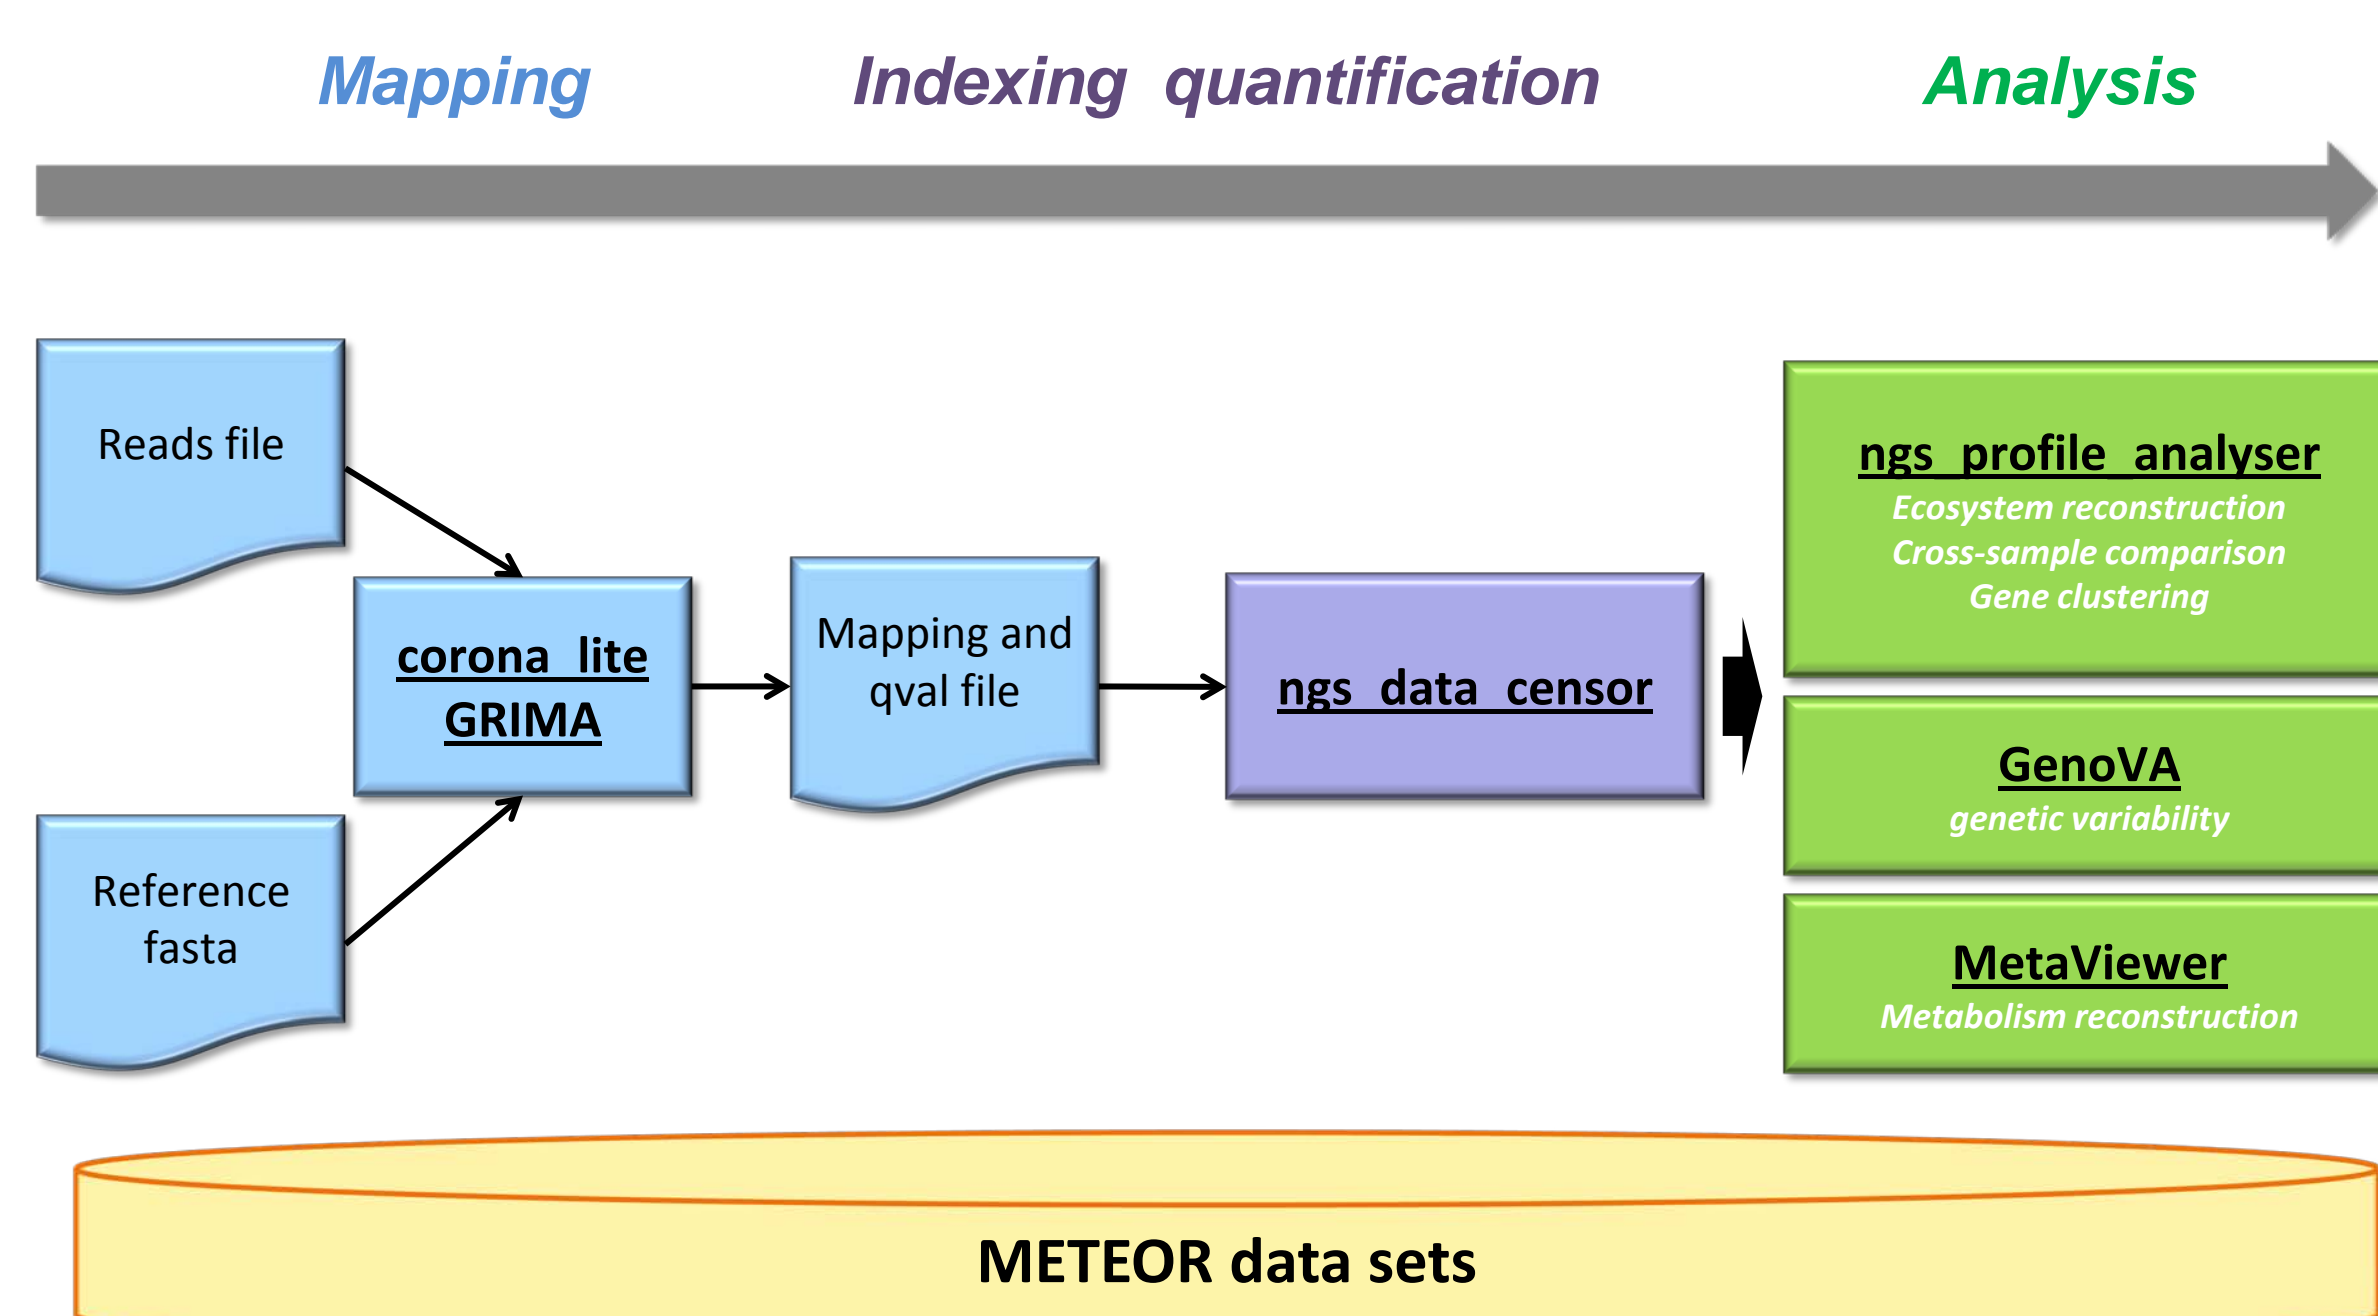 Mapping
Indexing quantification
Analysis
Reads file
corona_lite
GRIMA
Reference
fasta
Mapping and
qval file
ngs_data_censor
ngs_profile_analyser
Ecosystem reconstruction
Cross-sample comparison
Gene clustering
GenoVA
genetic variability
MetaViewer
Metabolism reconstruction
METEOR data sets